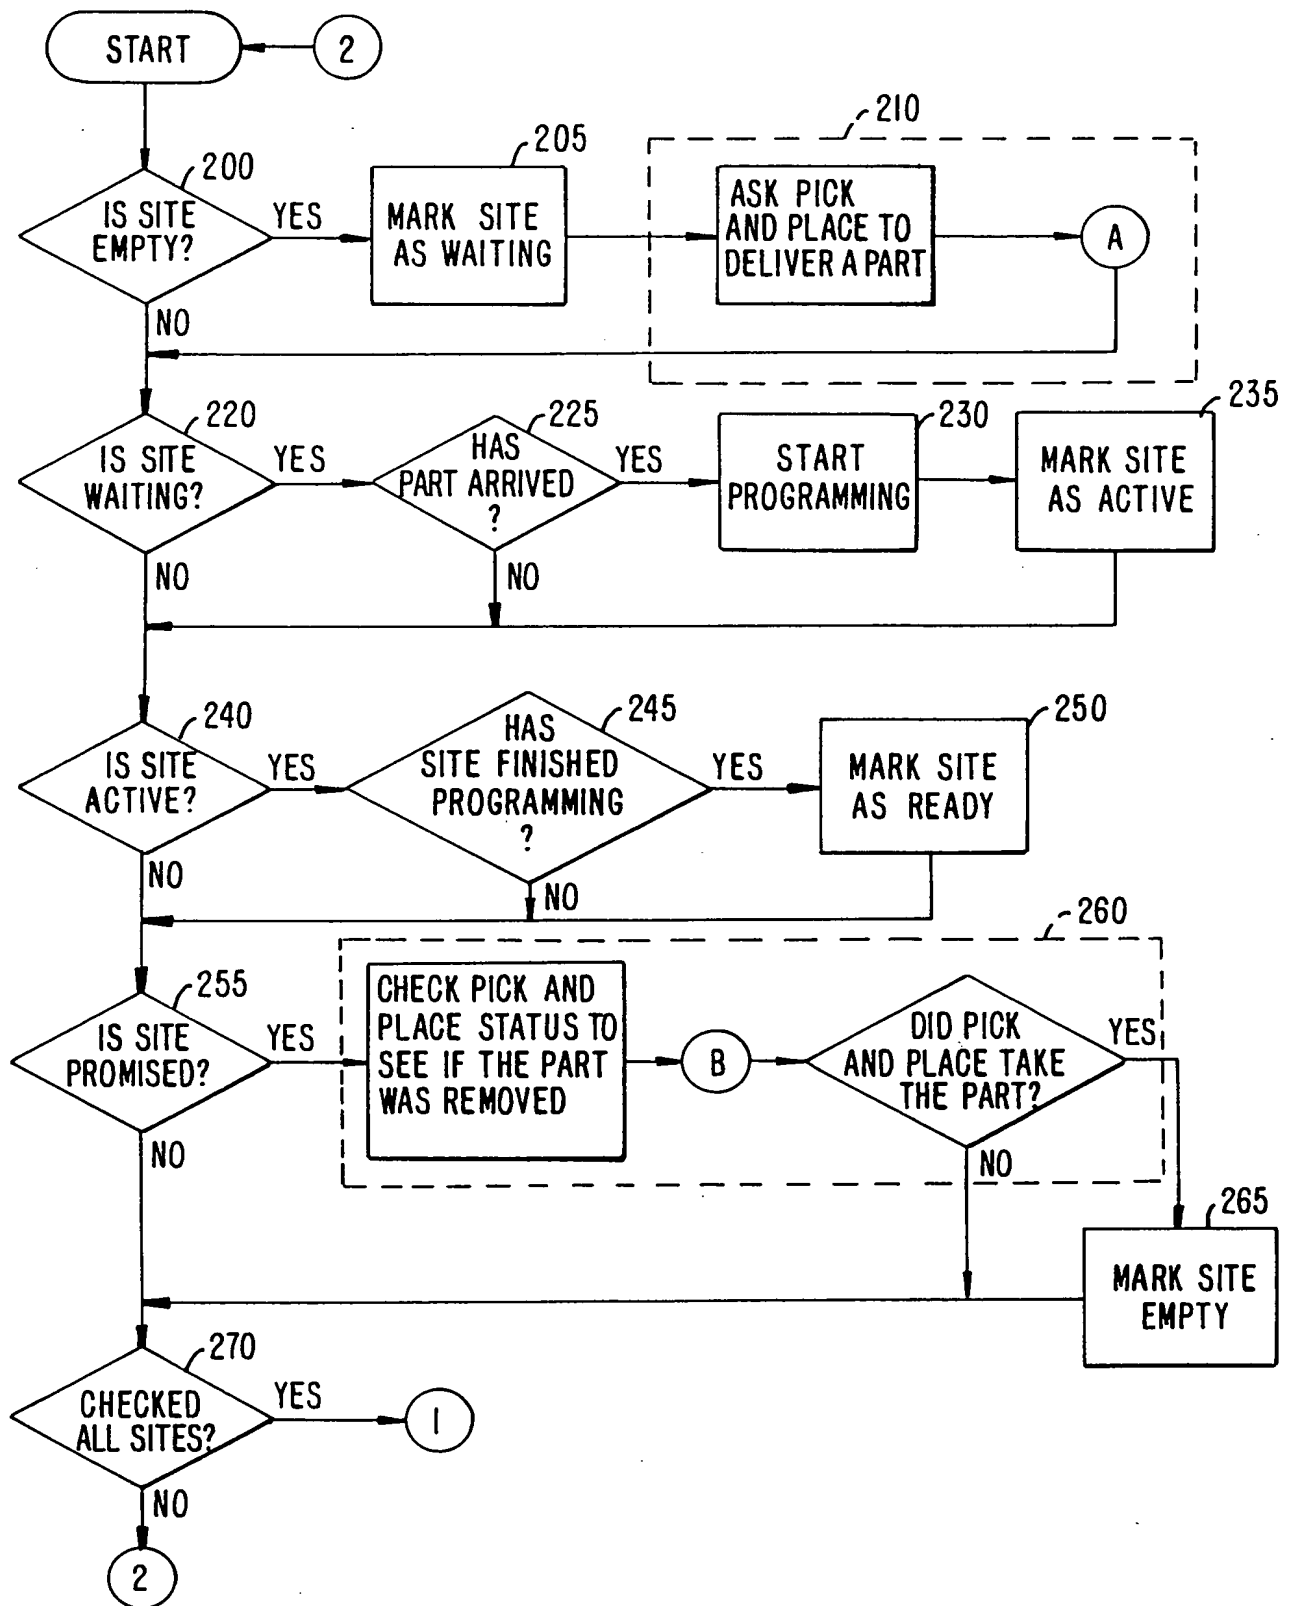 START
2
200
IS SITE
EMPTY?
YES
NO
205
MARK SITE
AS WAITING
210
ASK PICK
AND PLACE TO
DELIVER A PART
A
220
IS SITE
WAITING?
YES
NO
225
HAS
PART ARRIVED
?
YES
NO
230
START
PROGRAMMING
235
MARK SITE
AS ACTIVE
240
IS SITE
ACTIVE?
YES
NO
245
HAS
SITE FINISHED
PROGRAMMING
?
YES
NO
250
MARK SITE
AS READY
255
IS SITE
PROMISED?
YES
NO
260
CHECK PICK AND
PLACE STATUS TO
SEE IF THE PART
WAS REMOVED
B
DID PICK
AND PLACE TAKE
THE PART?
YES
NO
265
MARK SITE
EMPTY
270
CHECKED
ALL SITES?
YES
1
NO
2